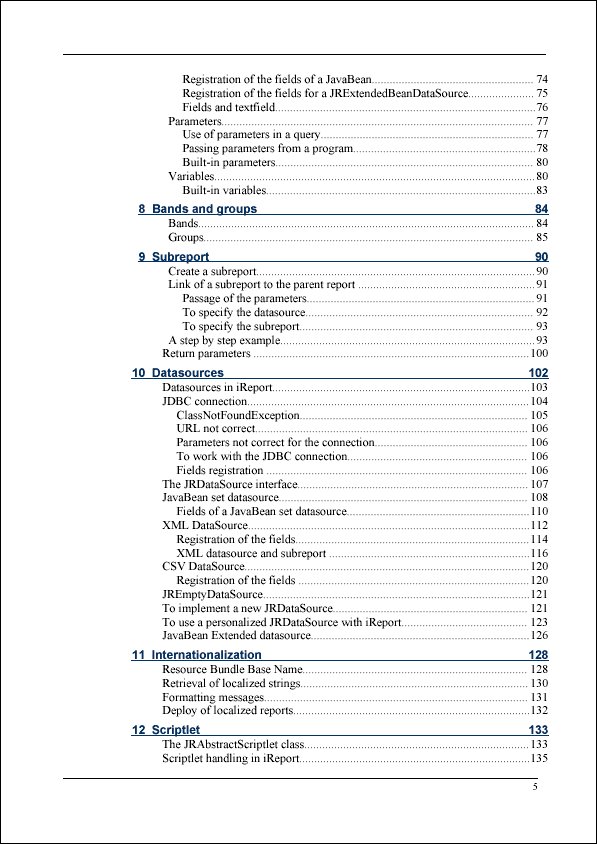 Registration of the fields of a JavaBean...................................................... 74
Registration of the fields for a JRExtendedBeanDataSource...................... 75
Fields and textfield.......................................................................................76
Parameters........................................................................................................ 77
Use of parameters in a query....................................................................... 77
Passing parameters from a program.............................................................78
Built-in parameters...................................................................................... 80
Variables...........................................................................................................80
Built-in variables..........................................................................................83
8 Bands and groups 84
Bands................................................................................................................ 84
Groups.............................................................................................................. 85
9 Subreport 90
Create a subreport.............................................................................................90
Link of a subreport to the parent report ...........................................................91
Passage of the parameters............................................................................91
To specify the datasource............................................................................ 92
To specify the subreport.............................................................................. 93
A step by step example.....................................................................................93
Return parameters ............................................................................................100
10 Datasources 102
Datasources in iReport......................................................................................103
JDBC connection..............................................................................................104
ClassNotFoundException............................................................................ 105
URL not correct........................................................................................... 106
Parameters not correct for the connection................................................... 106
To work with the JDBC connection............................................................ 106
Fields registration ....................................................................................... 106
The JRDataSource interface............................................................................. 107
JavaBean set datasource................................................................................... 108
Fields of a JavaBean set datasource.............................................................110
XML DataSource..............................................................................................112
Registration of the fields..............................................................................114
XML datasource and subreport ...................................................................116
CSV DataSource...............................................................................................120
Registration of the fields .............................................................................120
JREmptyDataSource.........................................................................................121
To implement a new JRDataSource................................................................. 121
To use a personalized JRDataSource with iReport.......................................... 123
JavaBean Extended datasource.........................................................................126
11 Internationalization 128
Resource Bundle Base Name........................................................................... 128
Retrieval of localized strings............................................................................ 130
Formatting messages........................................................................................ 131
Deploy of localized reports...............................................................................132
12 Scriptlet 133
The JRAbstractScriptlet class...........................................................................133
Scriptlet handling in iReport.............................................................................135
5